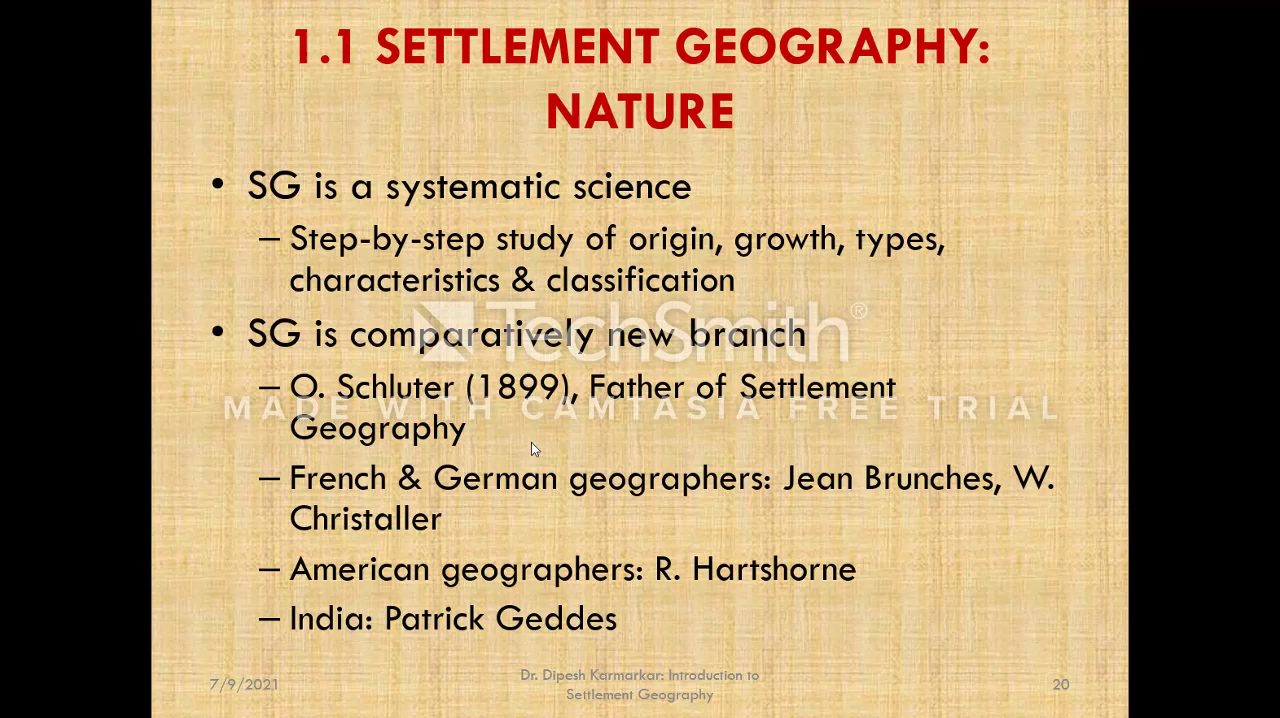 1.1 SETTLEMENT GEOGRAPHY:
NATURE
• SG is a systematic science
– Step-by-step study of origin, growth, types,
characteristics & classification
• SG is comparatively new branch
TechSmith®
– O. Schluter (1899), Father of Settlement
MADE WITH CAMTASIA FREE TRIAL
Geography
– French & German geographers: Jean Brunches, W.
Christaller
– American geographers: R. Hartshorne
– India: Patrick Geddes
7/9/2021
Dr. Dipesh Karmarkar: Introduction to
Settlement Geography
20